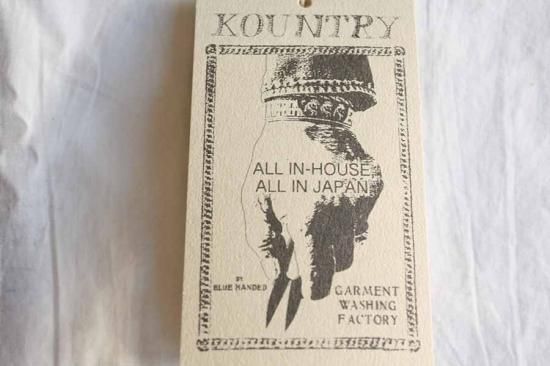 KOUNTRY
ALL IN-HOUSE
ALL IN JAPAN
BY
BLUE HANDED
GARMENT
WASHING
FACTORY